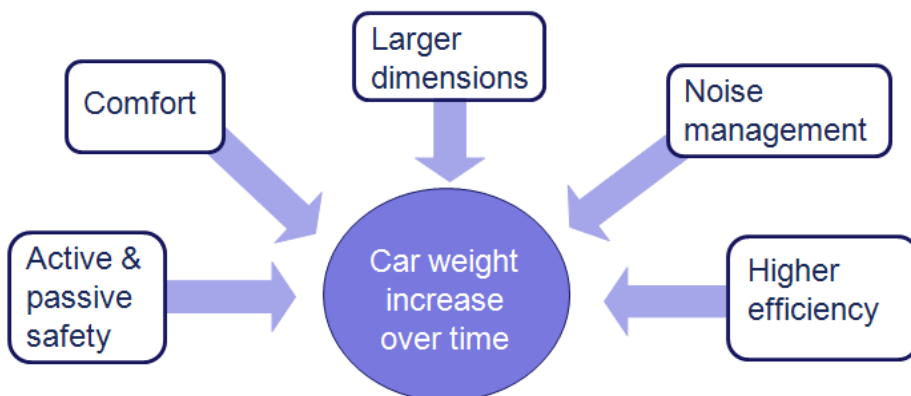 Larger
dimensions
Comfort
Noise
management
Active &
passive
safety
Car weight
increase
over time
Higher
efficiency